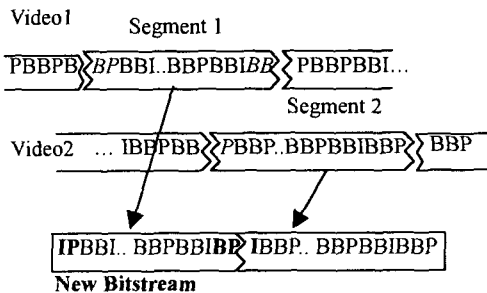 Video1
Segment 1
PBBPB BPBBI..BBPBBIBB PBBPBBI...
Segment 2
Video2 ... IBBPBB PBBP..BBPBBIBBP BBP
IPBBI.. BBPBBIBP IBBP.. BBPBBIBBP
New Bitstream